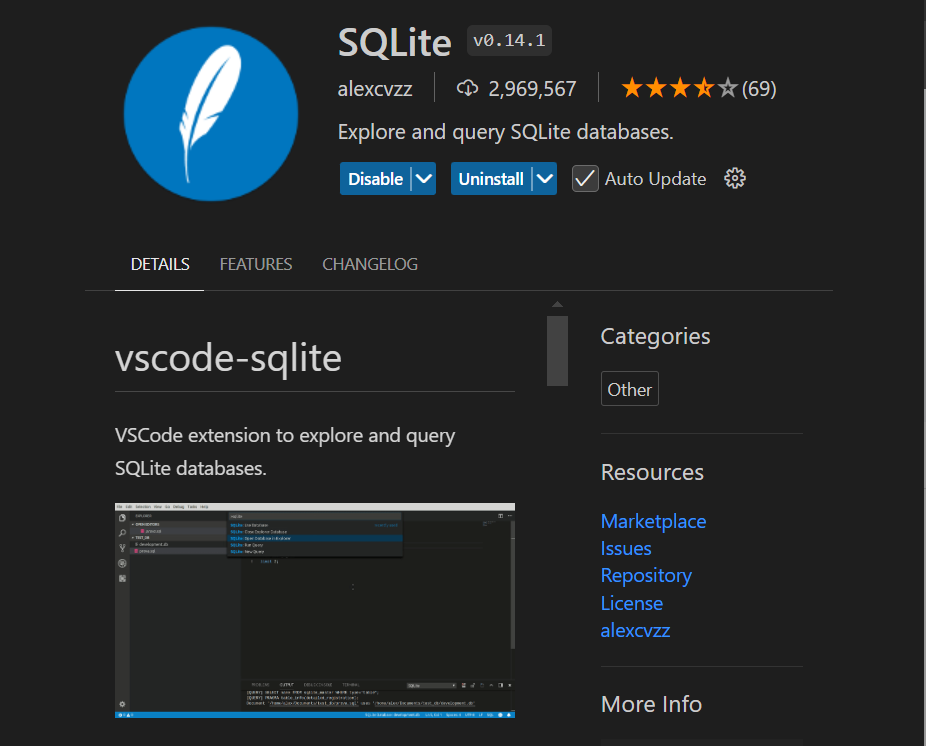 SQLite v0.14.1
alexcvzz 2,969,567 (69)
Explore and query SQLite databases.
Disable Uninstall Auto Update
DETAILS FEATURES CHANGELOG
vscode-sqlite
VSCode extension to explore and query
SQLite databases.
Categories
Other
Resources
Marketplace
Issues
Repository
License
alexcvzz
More Info